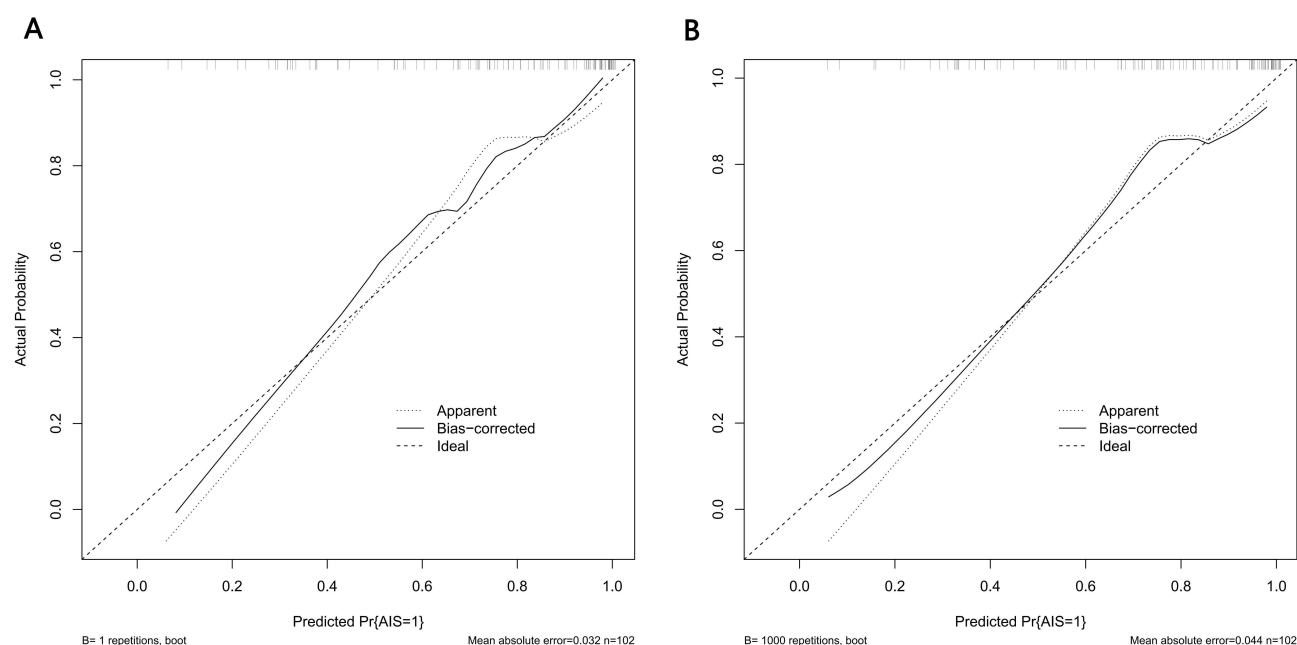 A
1.0
0.8
0.6
0.4
0.2
0.0
Actual Probability
Apparent
Bias−corrected
Ideal
0.0 0.2 0.4 0.6 0.8 1.0
Predicted Pr{AIS=1}
B= 1 repetitions, boot
Mean absolute error=0.032 n=102
B
1.0
0.8
0.6
0.4
0.2
0.0
Actual Probability
Apparent
Bias−corrected
Ideal
0.0 0.2 0.4 0.6 0.8 1.0
Predicted Pr{AIS=1}
B= 1000 repetitions, boot
Mean absolute error=0.044 n=102